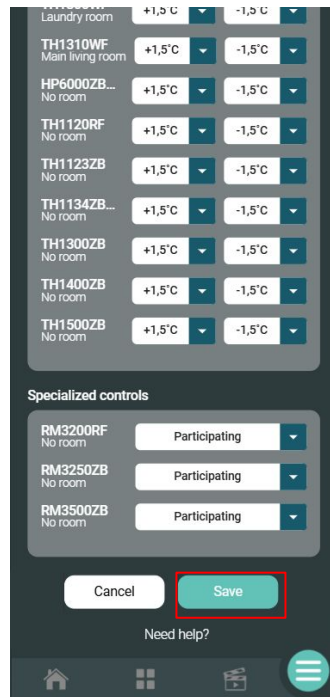 Laundry room
+1,5°C
-1,5°C
TH1310WF
Main living room
+1,5°C
-1,5°C
HP6000ZB...
No room
+1,5°C
-1,5°C
TH1120RF
No room
+1,5°C
-1,5°C
TH1123ZB
No room
+1,5°C
-1,5°C
TH1134ZB...
No room
+1,5°C
-1,5°C
TH1300ZB
No room
+1,5°C
-1,5°C
TH1400ZB
No room
+1,5°C
-1,5°C
TH1500ZB
No room
+1,5°C
-1,5°C
Specialized controls
RM3200RF
No room
Participating
RM3250ZB
No room
Participating
RM3500ZB
No room
Participating
Cancel
Save
Need help?